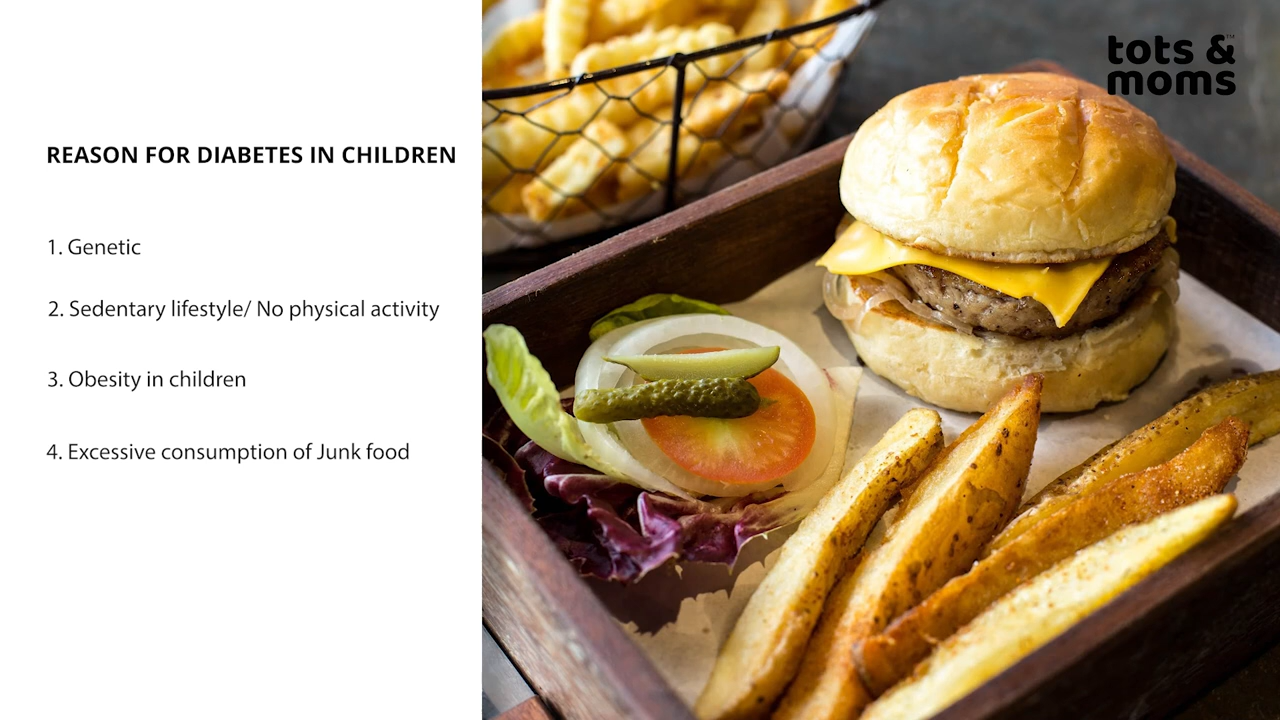 REASON FOR DIABETES IN CHILDREN
1. Genetic
2. Sedentary lifestyle/ No physical activity
3. Obesity in children
4. Excessive consumption of Junk food
tots &™
moms